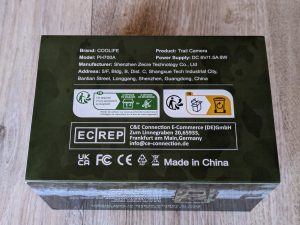 Brand: COOLIFE
Product: Trail Camera
Model: PH700A
Power Supply: DC 6V/1.5A 9W
Manufacturer: Shenzhen Zecre Technology Co., Ltd
Address: 5/F, Bldg, B, Dist. C, Shangxue Tech Industrial City,
Bantian Street, Longgang, Shenzhen, Guangdong, China
EC REP
C&E Connection E-Commerce (DE)GmbH
Zum Linnegraben 20,65933,
Frankfurt am Main,Germany
info@ce-connection.de
UK CA
CE
FC
Made in China